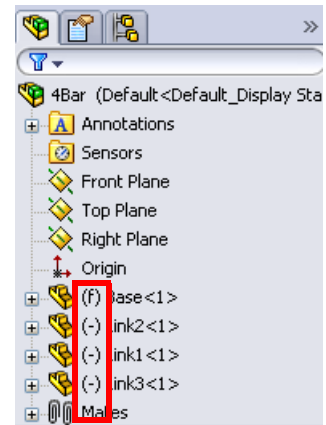 »
4Bar (Default<Default_Display Sta
A Annotations
Sensors
Front Plane
Top Plane
Right Plane
Origin
(f) Base<1>
(-) Link2<1>
(-) Link1<1>
(-) Link3<1>
Mates